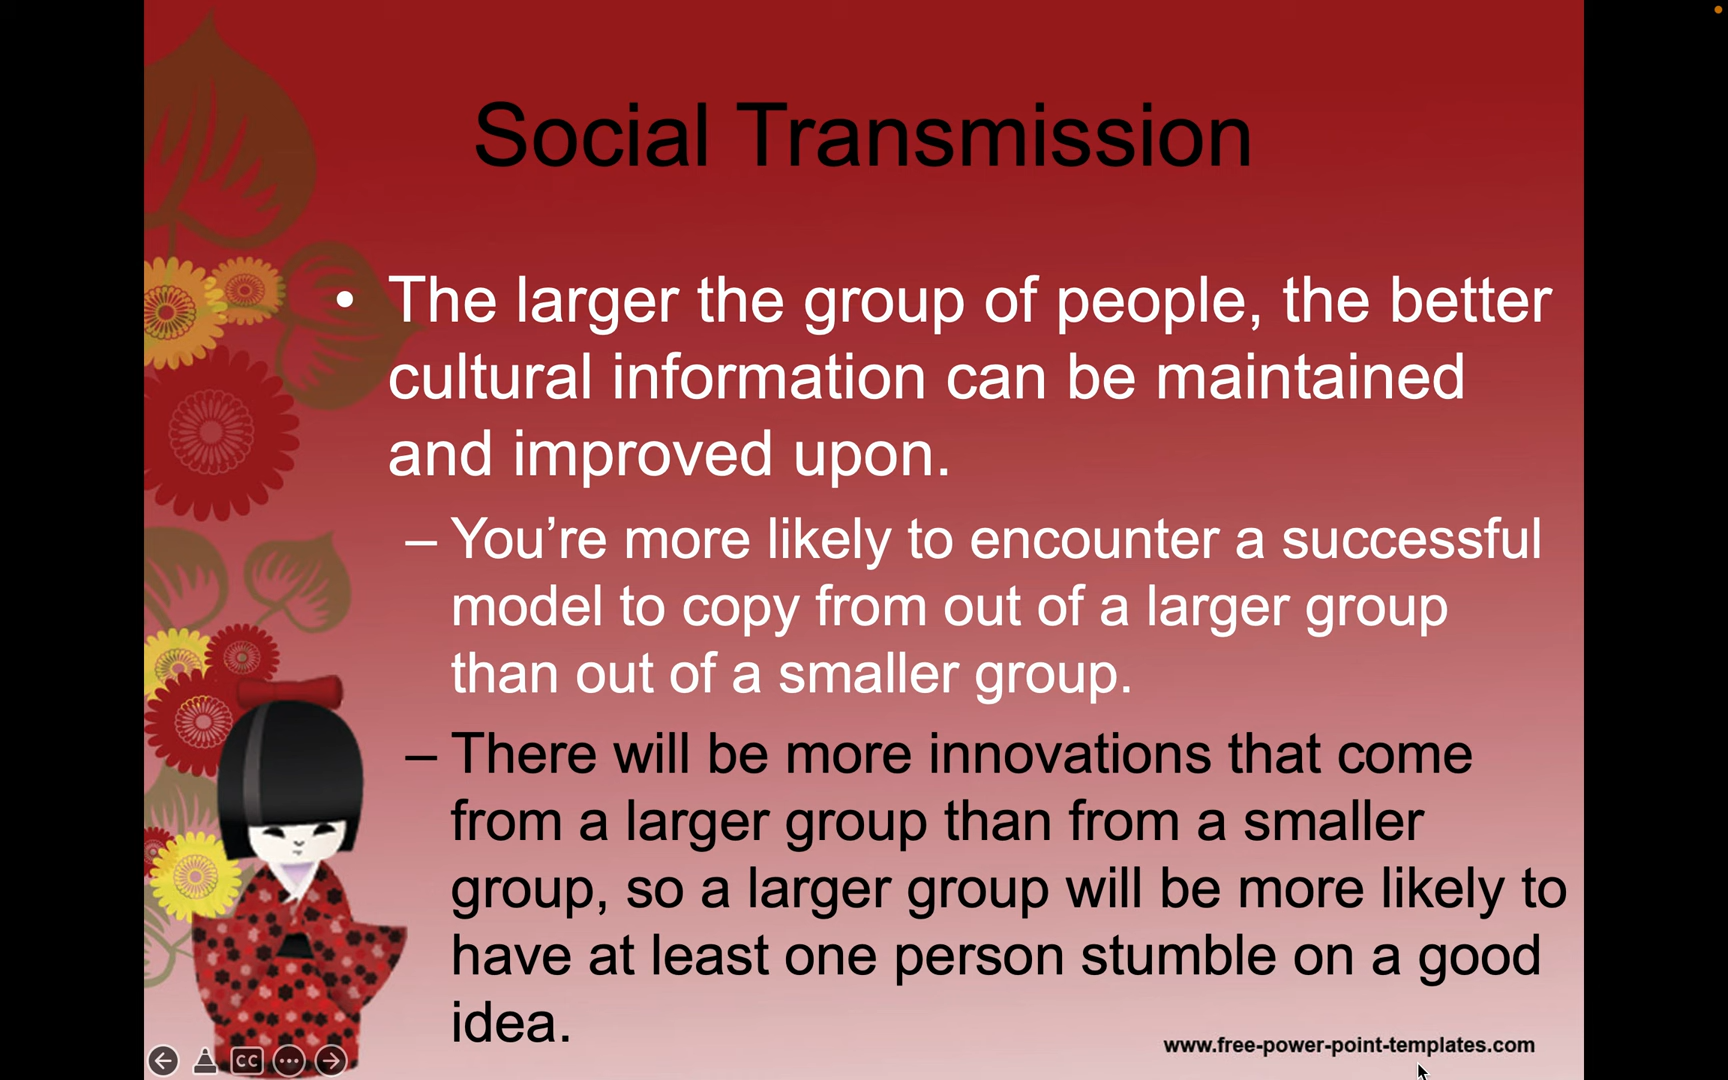 Social Transmission
• The larger the group of people, the better
cultural information can be maintained
and improved upon.
– You’re more likely to encounter a successful
model to copy from out of a larger group
than out of a smaller group.
– There will be more innovations that come
from a larger group than from a smaller
group, so a larger group will be more likely to
have at least one person stumble on a good
idea.
www.free-power-point-templates.com
CC